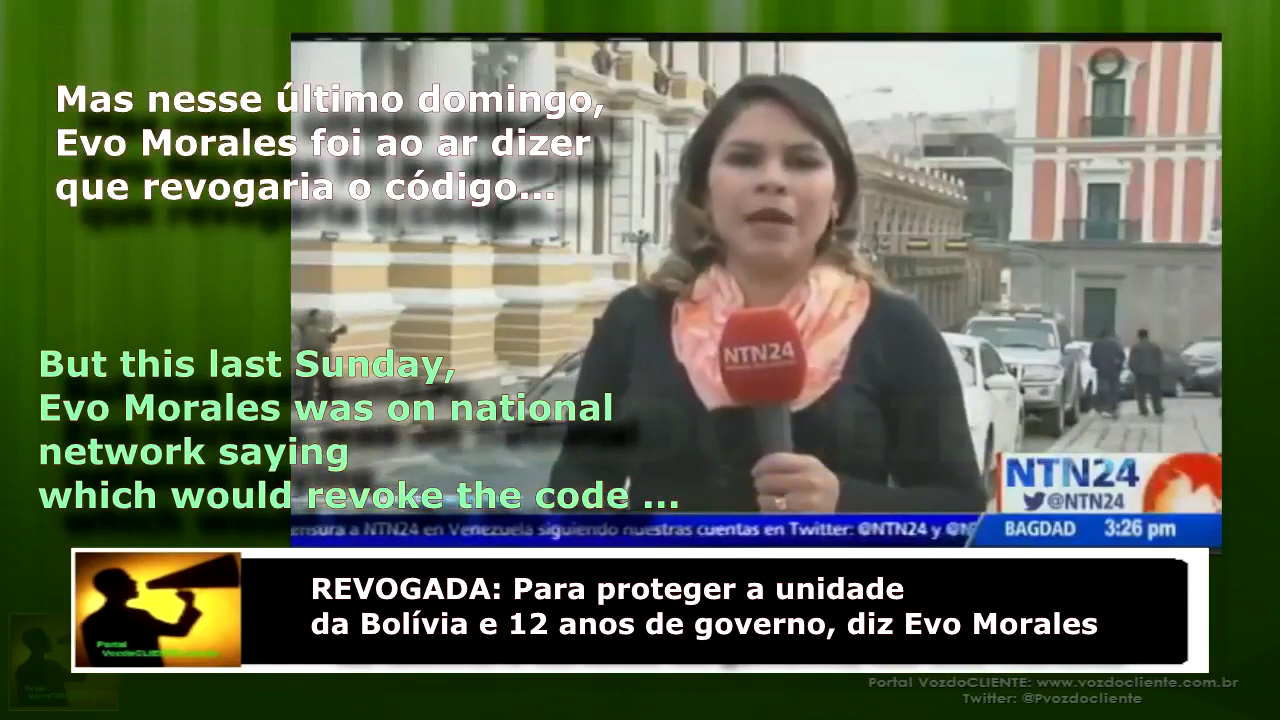 Mas nesse último domingo,
Evo Morales foi ao ar dizer
que revogaria o código...
But this last Sunday,
Evo Morales was on national
network saying
which would revoke the code ...
NTN24
NTN24
@NTN24
ensura a NTN24 en Venezuela siguiendo nuestras cuentas en Twitter: @NTN24 y @N
BAGDAD 3:26 pm
REVOGADA: Para proteger a unidade
da Bolívia e 12 anos de governo, diz Evo Morales
Portal
VozdoCLIENTE
Portal VozdoCLIENTE: www.vozdocliente.com.br
Twitter: @Pvozdocliente